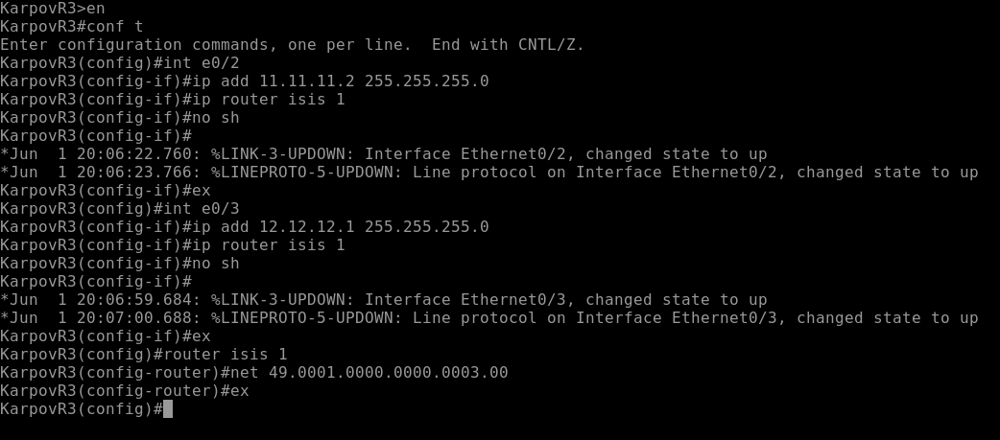 KarpovR3>en
KarpovR3#conf t
Enter configuration commands, one per line.  End with CNTL/Z.
KarpovR3(config)#int e0/2
KarpovR3(config-if)#ip add 11.11.11.2 255.255.255.0
KarpovR3(config-if)#ip router isis 1
KarpovR3(config-if)#no sh
KarpovR3(config-if)#
*Jun  1 20:06:22.760: %LINK-3-UPDOWN: Interface Ethernet0/2, changed state to up
*Jun  1 20:06:23.766: %LINEPROTO-5-UPDOWN: Line protocol on Interface Ethernet0/2, changed state to up
KarpovR3(config-if)#ex
KarpovR3(config)#int e0/3
KarpovR3(config-if)#ip add 12.12.12.1 255.255.255.0
KarpovR3(config-if)#ip router isis 1
KarpovR3(config-if)#no sh
KarpovR3(config-if)#
*Jun  1 20:06:59.684: %LINK-3-UPDOWN: Interface Ethernet0/3, changed state to up
*Jun  1 20:07:00.688: %LINEPROTO-5-UPDOWN: Line protocol on Interface Ethernet0/3, changed state to up
KarpovR3(config-if)#ex
KarpovR3(config)#router isis 1
KarpovR3(config-router)#net 49.0001.0000.0000.0003.00
KarpovR3(config-router)#ex
KarpovR3(config)#